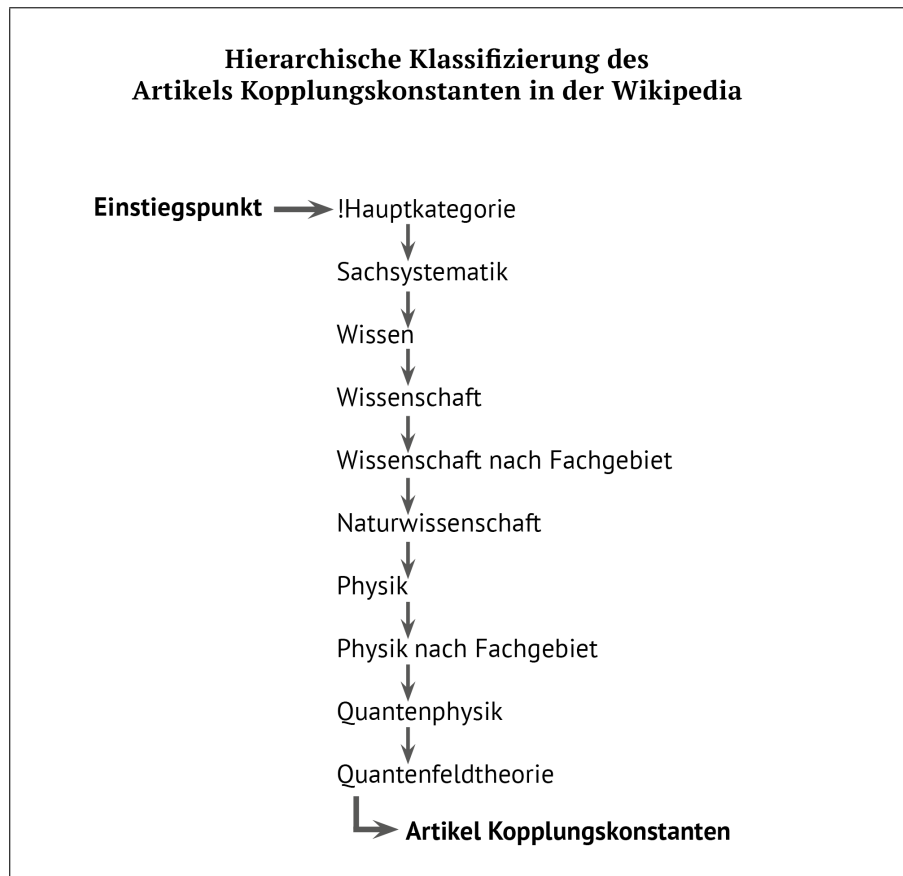 Hierarchische Klassifizierung des
Artikels Kopplungskonstanten in der Wikipedia
Einstiegspunkt !Hauptkategorie
Sachsystematik
Wissen
Wissenschaft
Wissenschaft nach Fachgebiet
Naturwissenschaft
Physik
Physik nach Fachgebiet
Quantenphysik
Quantenfeldtheorie
Artikel Kopplungskonstanten